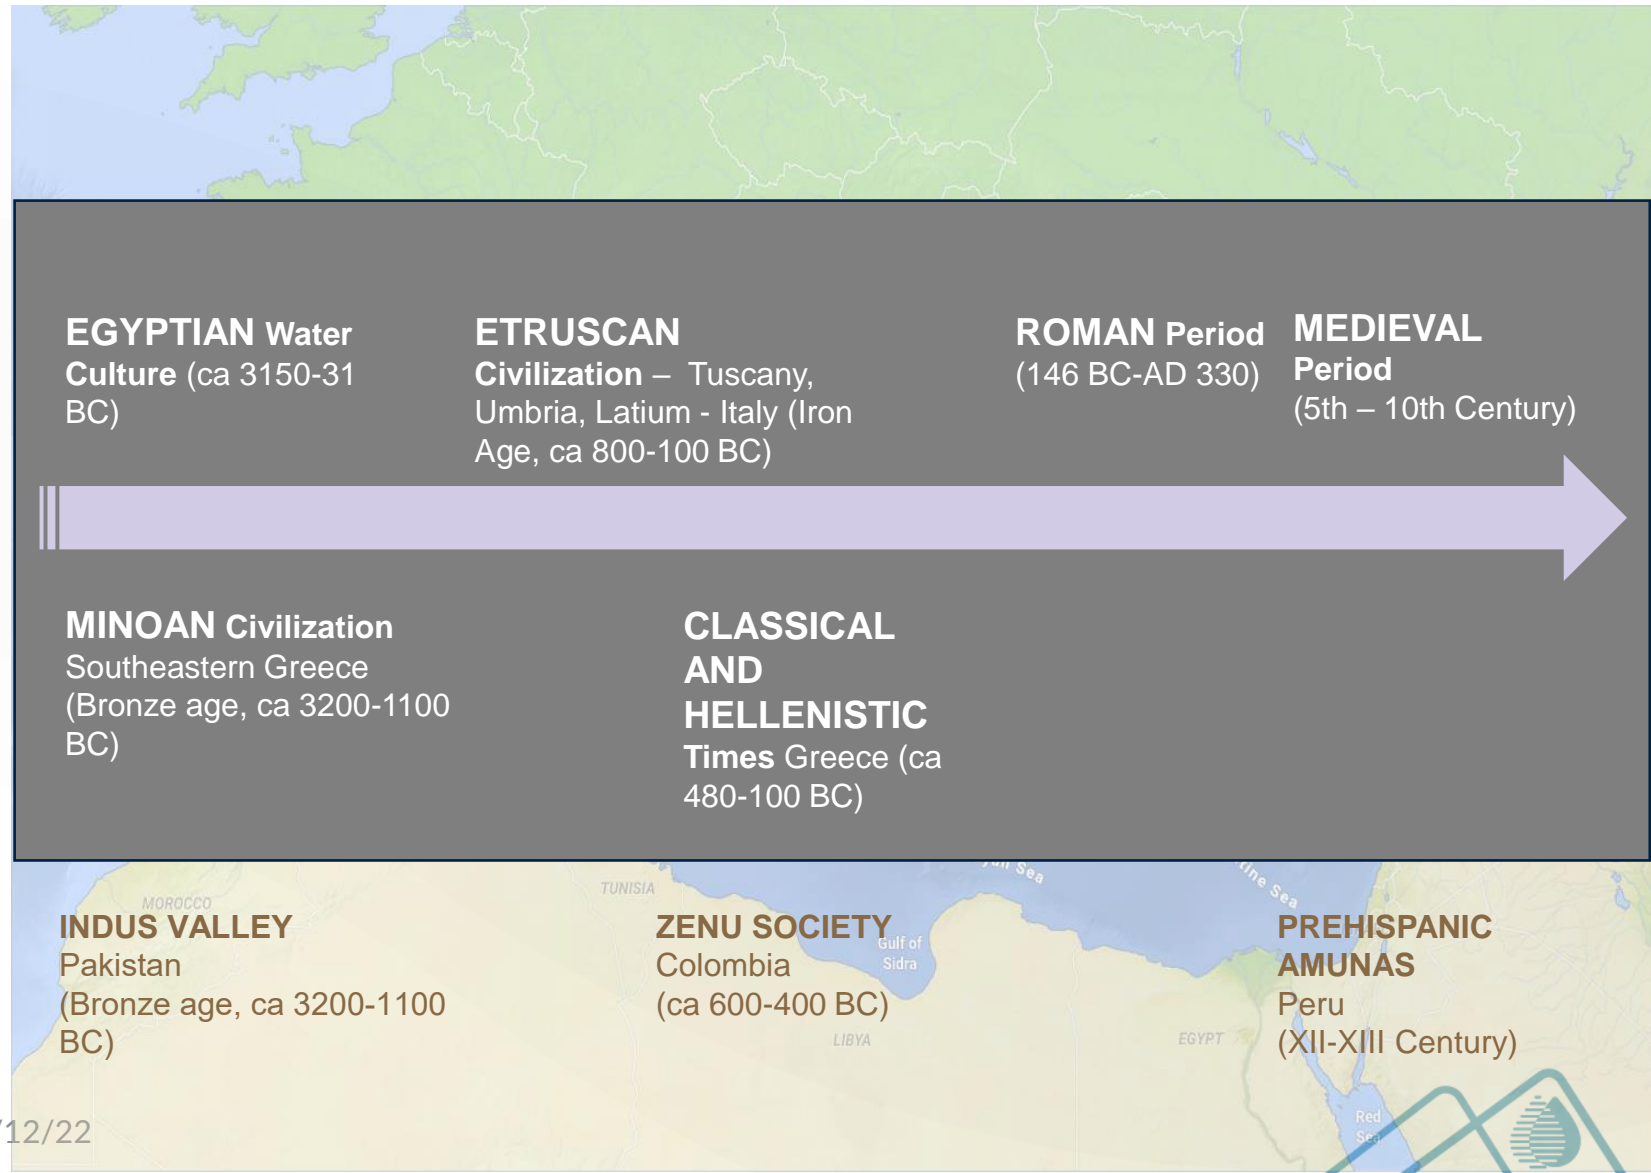 EGYPTIAN Water
Culture (ca 3150-31
BC)
ETRUSCAN
Civilization – Tuscany,
Umbria, Latium - Italy (Iron
Age, ca 800-100 BC)
ROMAN Period
(146 BC-AD 330)
MEDIEVAL
Period
(5th – 10th Century)
MINOAN Civilization
Southeastern Greece
(Bronze age, ca 3200-1100
BC)
CLASSICAL
AND
HELLENISTIC
Times Greece (ca
480-100 BC)
Sea
Sea
MOROCCO
TUNISIA
INDUS VALLEY
Pakistan
(Bronze age, ca 3200-1100
BC)
ZENU SOCIETY
Colombia
(ca 600-400 BC)
Gulf of
Sidra
LIBYA
EGYPT
PREHISPANIC
AMUNAS
Peru
(XII-XIII Century)
Red
Sea
/12/22